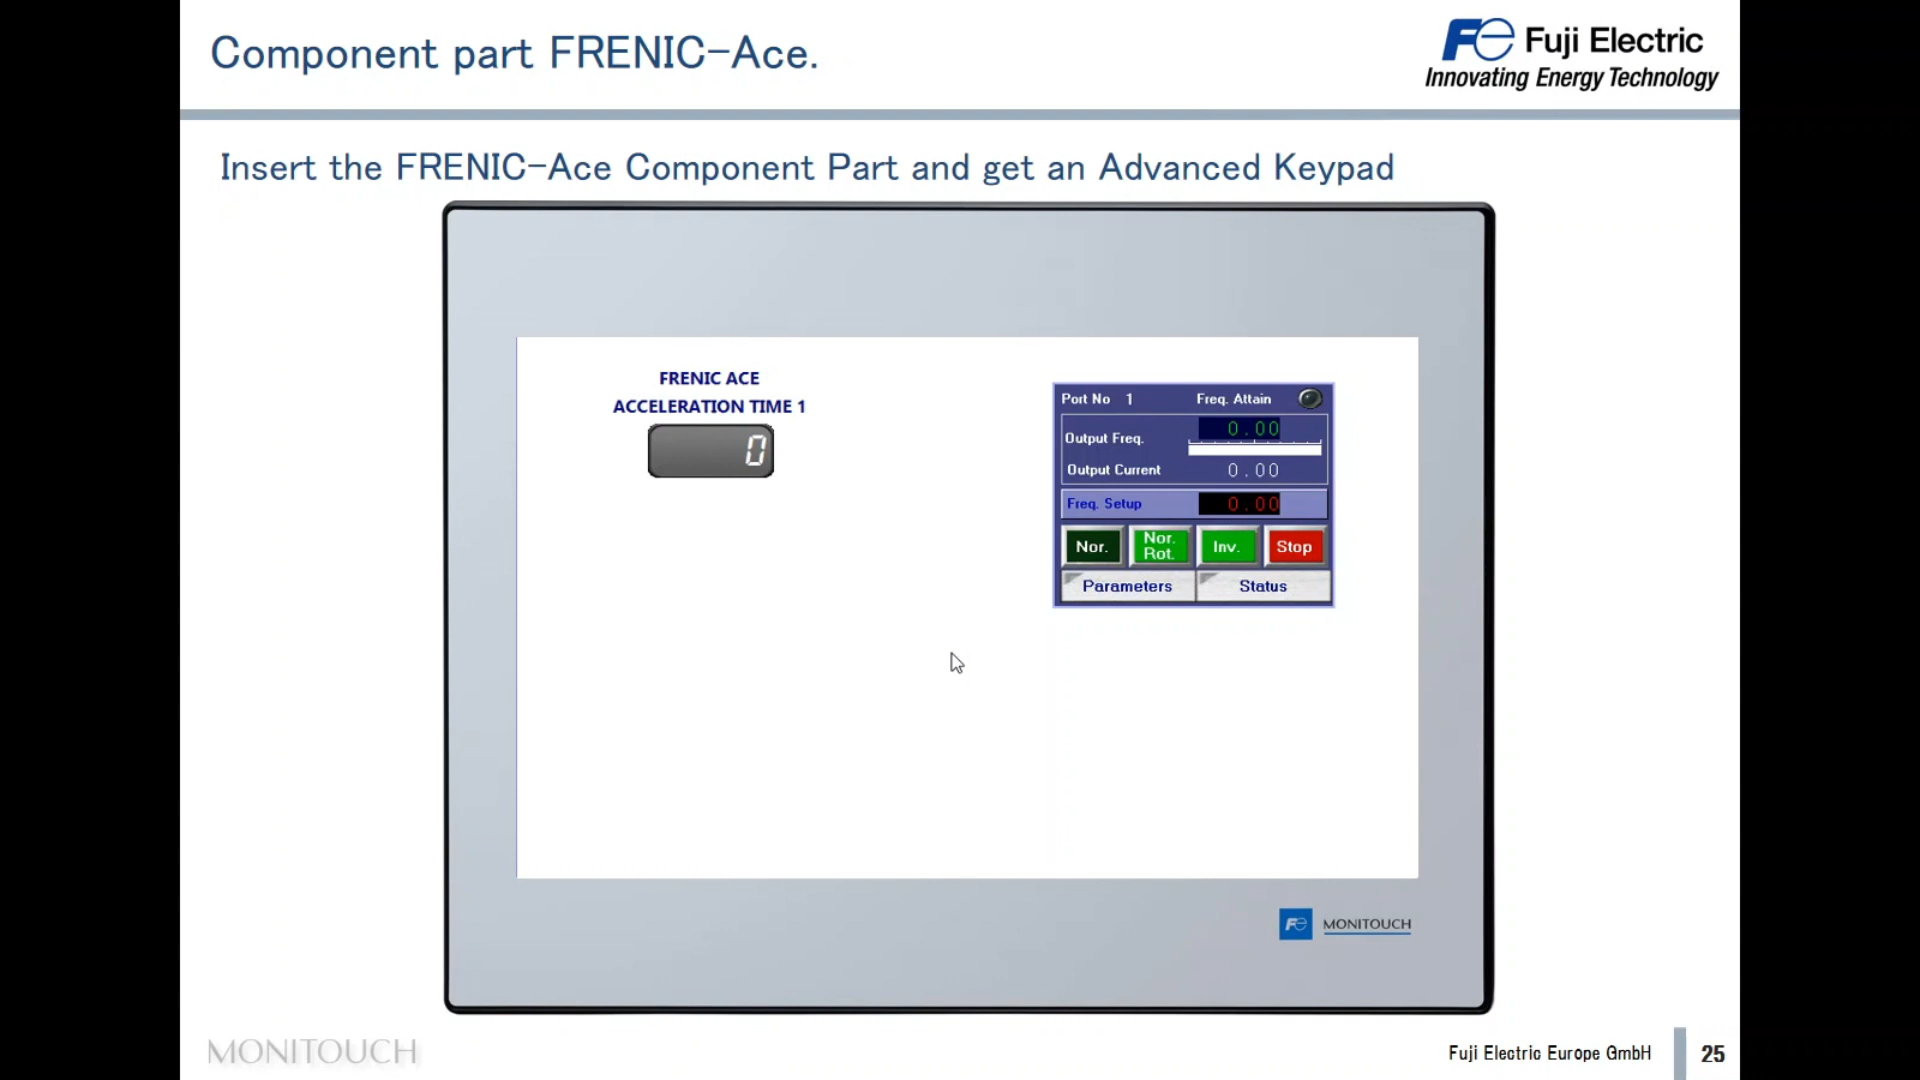 Component part FRENIC-Ace.
Fe Fuji Electric
Innovating Energy Technology
Insert the FRENIC-Ace Component Part and get an Advanced Keypad
FRENIC ACE
ACCELERATION TIME 1
0
Port No 1 Freq. Attain
Output Freq. 0.00
Output Current 0.00
Freq. Setup 0.00
Nor. Nor. Rot. Inv. Stop
Parameters Status
Fe MONITOUCH
MONITOUCH
Fuji Electric Europe GmbH 25